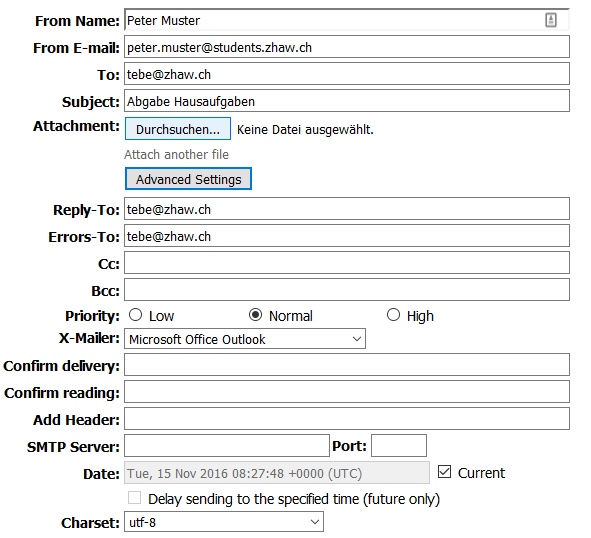 From Name: Peter Muster
From E-mail: peter.muster@students.zhaw.ch
To: tebe@zhaw.ch
Subject: Abgabe Hausaufgaben
Attachment: Durchsuchen... Keine Datei ausgewählt.
Attach another file
Advanced Settings
Reply-To: tebe@zhaw.ch
Errors-To: tebe@zhaw.ch
Cc:
Bcc:
Priority: Low Normal High
X-Mailer: Microsoft Office Outlook
Confirm delivery:
Confirm reading:
Add Header:
SMTP Server: Port:
Date: Tue, 15 Nov 2016 08:27:48 +0000 (UTC) Current
Delay sending to the specified time (future only)
Charset: utf-8